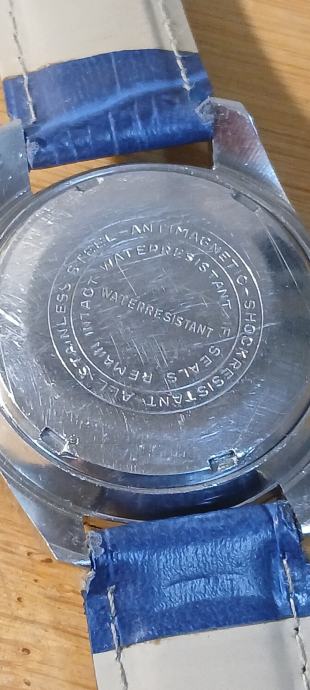 ALL STAINLESS STEEL - ANTIMAGNETIC - SHOCKRESISTANT
WATERRESISTANT IF SEALS REMAIN INTACT
WATERRESISTANT